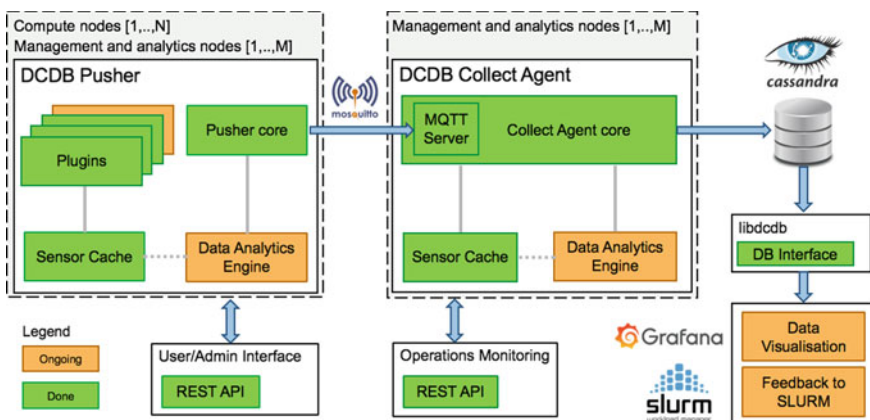 Compute nodes [1,..,N]
Management and analytics nodes [1,..,M]
DCDB Pusher
Plugins
Pusher core
Sensor Cache
Data Analytics
Engine
mosquitto
Management and analytics nodes [1,..,M]
DCDB Collect Agent
MQTT
Server
Collect Agent core
Sensor Cache
Data Analytics
Engine
cassandra
libdcdb
DB Interface
Legend
Ongoing
Done
User/Admin Interface
REST API
Operations Monitoring
REST API
Grafana
slurm
workload manager
Data
Visualisation
Feedback to
SLURM